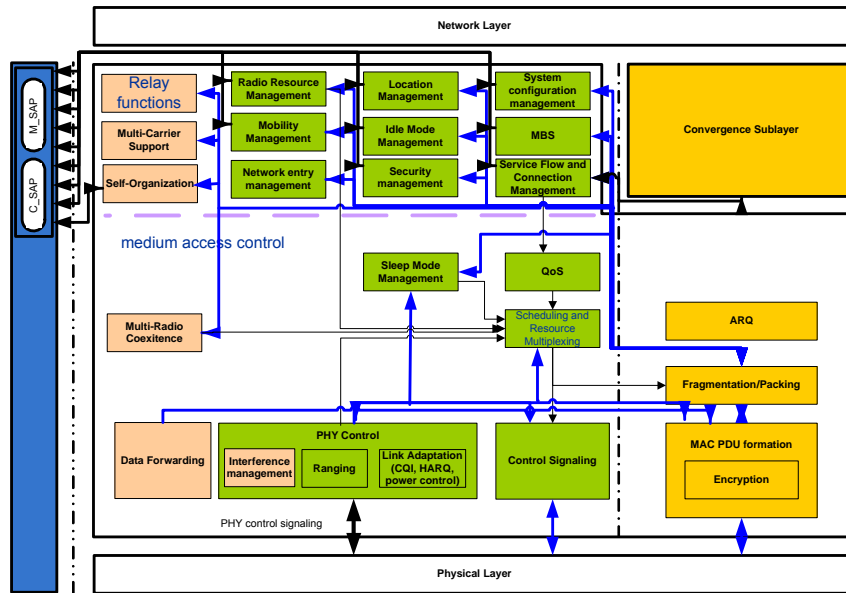 Network Layer
M_SAP
C_SAP
Relay
functions
Radio Resource
Management
Location
Management
System
configuration
management
Convergence Sublayer
Multi-Carrier
Support
Mobility
Management
Idle Mode
Management
MBS
Self-Organization
Network entry
management
Security
management
Service Flow and
Connection
Management
medium access control
Sleep Mode
Management
QoS
Multi-Radio
Coexitence
Scheduling and
Resource
Multiplexing
ARQ
Fragmentation/Packing
Data Forwarding
PHY Control
Interference
management
Ranging
Link Adaptation
(CQI, HARQ,
power control)
Control Signaling
MAC PDU formation
Encryption
PHY control signaling
Physical Layer